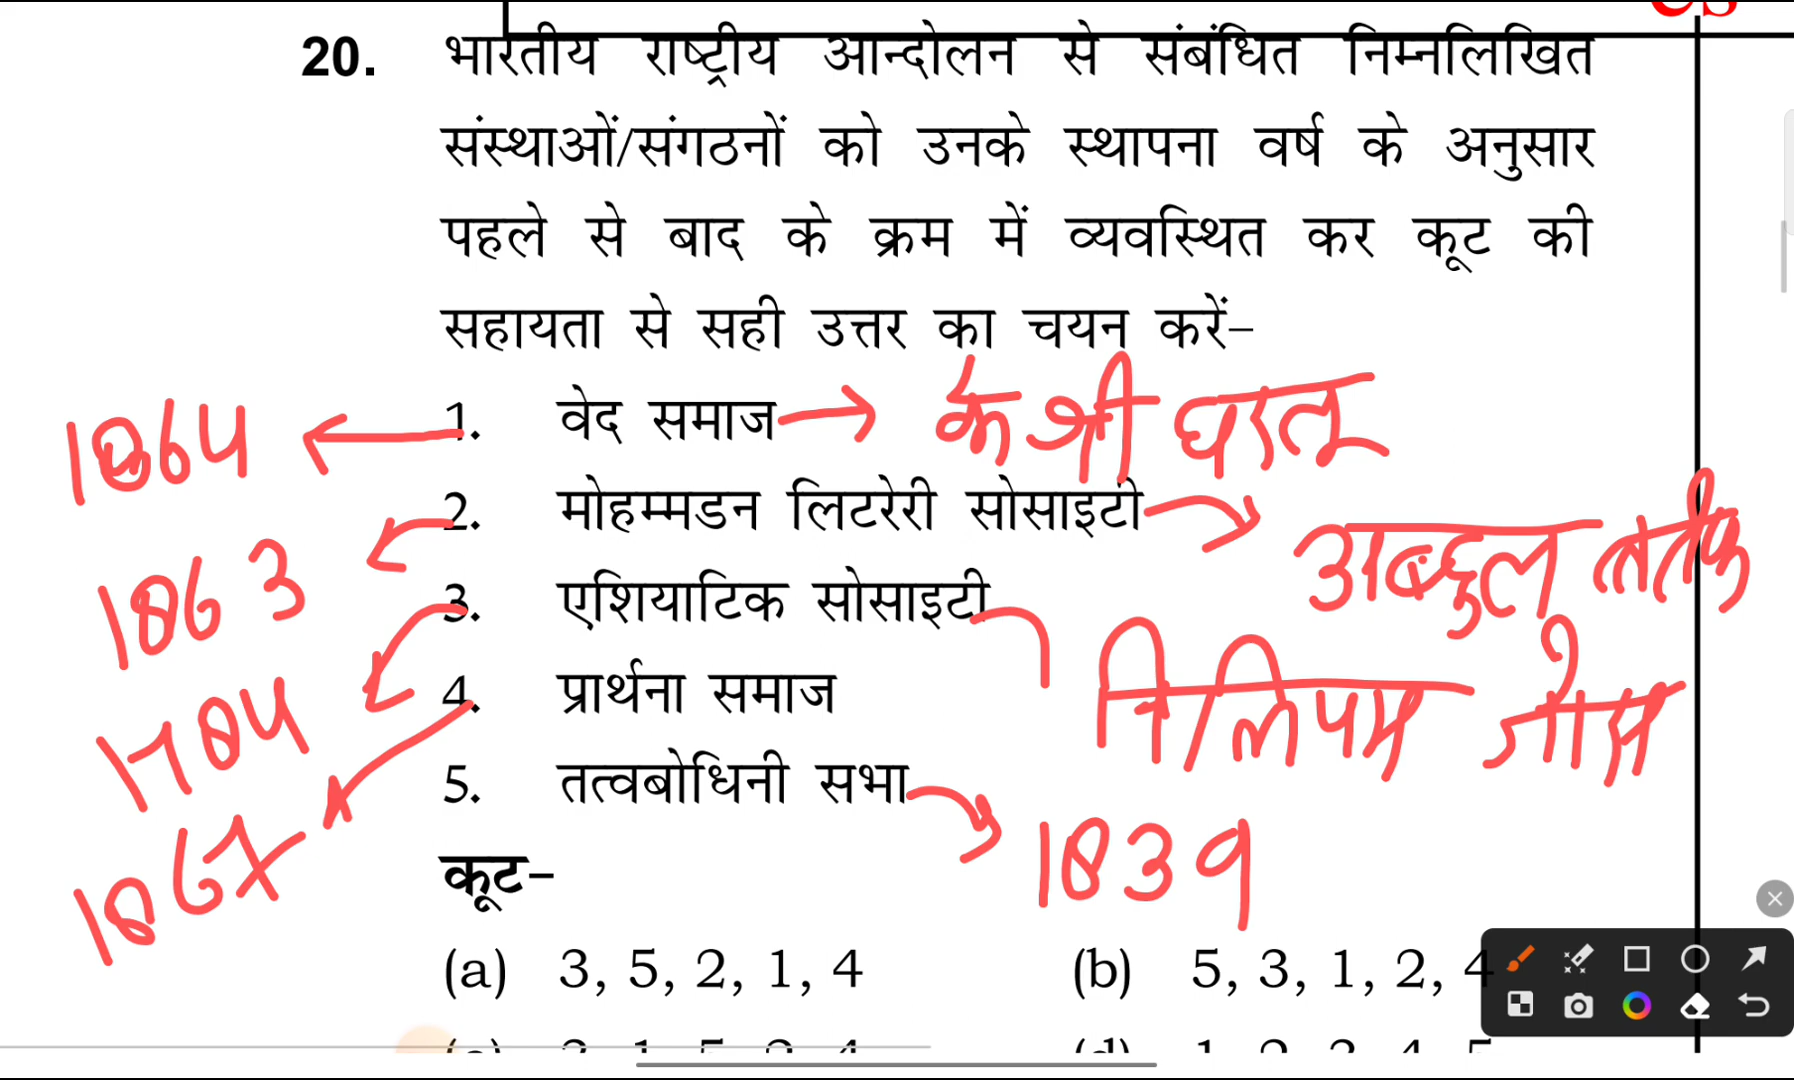 20. भारतीय राष्ट्रीय आन्दोलन से संबंधित निम्नलिखित
संस्थाओं/संगठनों को उनके स्थापना वर्ष के अनुसार
पहले से बाद के क्रम में व्यवस्थित कर कूट की
सहायता से सही उत्तर का चयन करें–
1864 1. वेद समाज के श्री
1863 2. मोहम्मडन लिटरेरी सोसाइटी अब्दुल
1784 3. एशियाटिक सोसाइटी
4. प्रार्थना समाज विलियम जोंस
1867 5. तत्वबोधिनी सभा 1839
कूट–
(a) 3, 5, 2, 1, 4 (b) 5, 3, 1, 2, 4